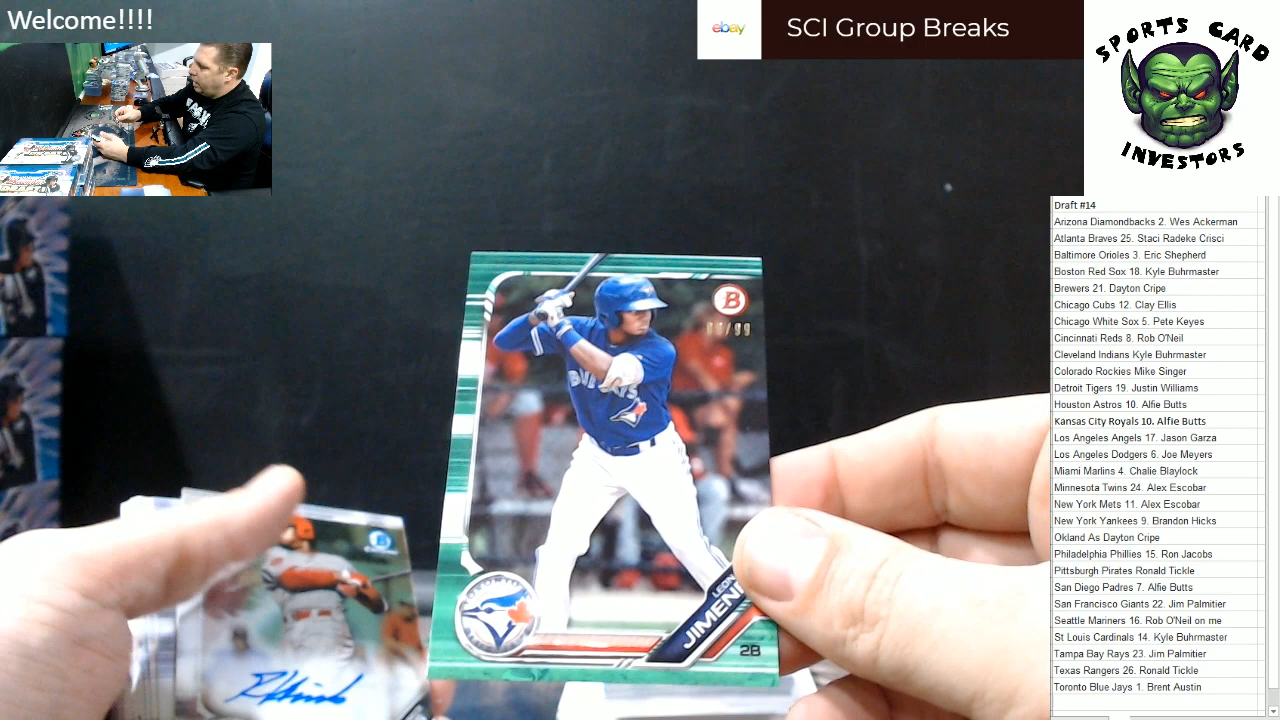 Welcome!!!!
ebay
SCI Group Breaks
SPORTS CARD
INVESTORS
Draft #14
Arizona Diamondbacks 2. Wes Ackerman
Atlanta Braves 25. Staci Radeke Crisci
Baltimore Orioles 3. Eric Shepherd
Boston Red Sox 18. Kyle Buhrmaster
Brewers 21. Dayton Cripe
Chicago Cubs 12. Clay Ellis
Chicago White Sox 5. Pete Keyes
Cincinnati Reds 8. Rob O'Neil
Cleveland Indians Kyle Buhrmaster
Colorado Rockies Mike Singer
Detroit Tigers 19. Justin Williams
Houston Astros 10. Alfie Butts
Kansas City Royals 10. Alfie Butts
Los Angeles Angels 17. Jason Garza
Los Angeles Dodgers 6. Joe Meyers
Miami Marlins 4. Chalie Blaylock
Minnesota Twins 24. Alex Escobar
New York Mets 11. Alex Escobar
New York Yankees 9. Brandon Hicks
Okland As Dayton Cripe
Philadelphia Phillies 15. Ron Jacobs
Pittsburgh Pirates Ronald Tickle
San Diego Padres 7. Alfie Butts
San Francisco Giants 22. Jim Palmitier
Seattle Mariners 16. Rob O'Neil on me
St Louis Cardinals 14. Kyle Buhrmaster
Tampa Bay Rays 23. Jim Palmitier
Texas Rangers 26. Ronald Tickle
Toronto Blue Jays 1. Brent Austin
B
LEON
JIMEN
2B